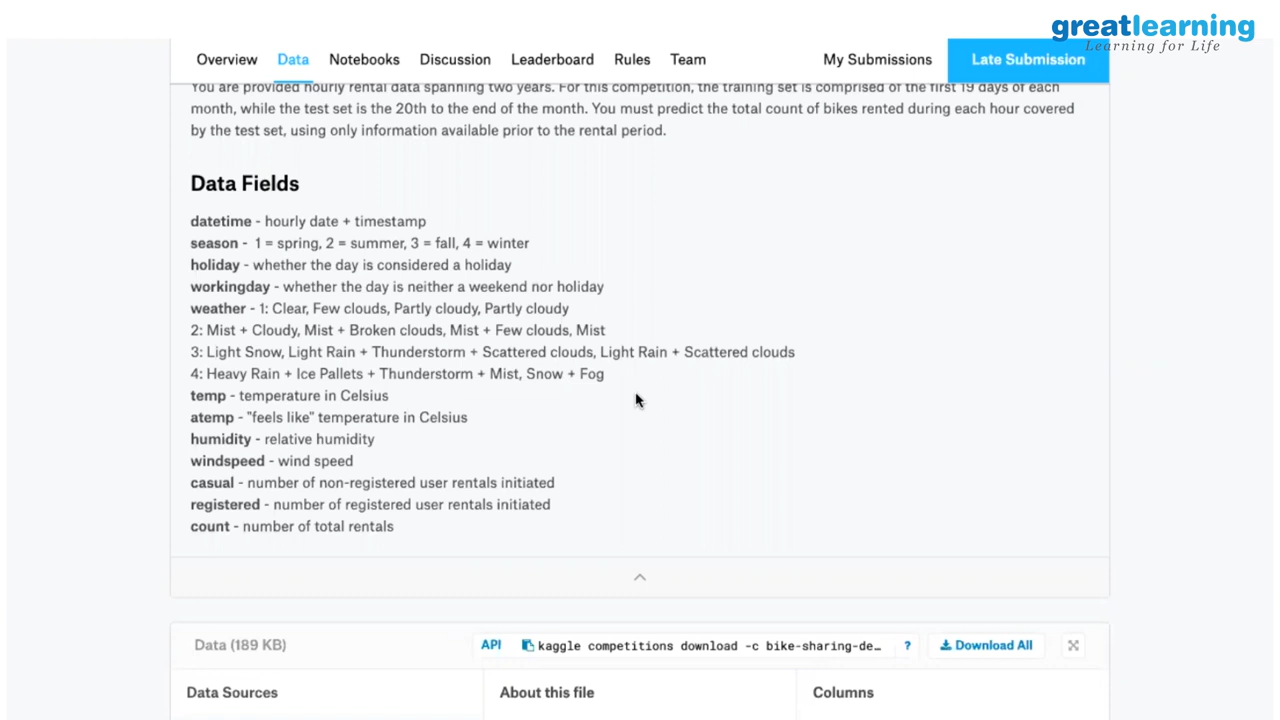 greatlearning
Learning for Life
Overview Data Notebooks Discussion Leaderboard Rules Team My Submissions Late Submission
You are provided hourly rental data spanning two years. For this competition, the training set is comprised of the first 19 days of each
month, while the test set is the 20th to the end of the month. You must predict the total count of bikes rented during each hour covered
by the test set, using only information available prior to the rental period.
Data Fields
datetime - hourly date + timestamp
season - 1 = spring, 2 = summer, 3 = fall, 4 = winter
holiday - whether the day is considered a holiday
workingday - whether the day is neither a weekend nor holiday
weather - 1: Clear, Few clouds, Partly cloudy, Partly cloudy
2: Mist + Cloudy, Mist + Broken clouds, Mist + Few clouds, Mist
3: Light Snow, Light Rain + Thunderstorm + Scattered clouds, Light Rain + Scattered clouds
4: Heavy Rain + Ice Pallets + Thunderstorm + Mist, Snow + Fog
temp - temperature in Celsius
atemp - "feels like" temperature in Celsius
humidity - relative humidity
windspeed - wind speed
casual - number of non-registered user rentals initiated
registered - number of registered user rentals initiated
count - number of total rentals
Data (189 KB) API kaggle competitions download -c bike-sharing-de… ? Download All
Data Sources About this file Columns